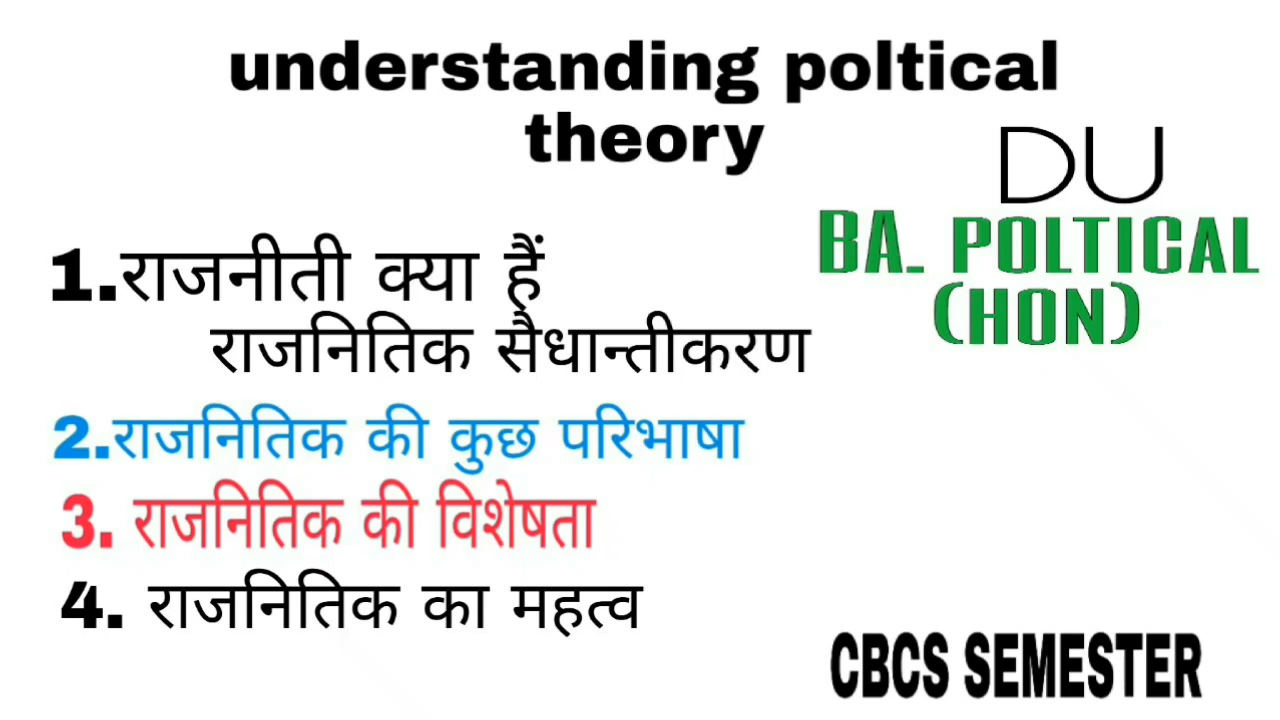 understanding poltical
theory
DU
BA. POLTICAL
(HON)
1.राजनीती क्या हैं
राजनितिक सैधान्तीकरण
2.राजनितिक की कुछ परिभाषा
3. राजनितिक की विशेषता
4. राजनितिक का महत्व
CBCS SEMESTER